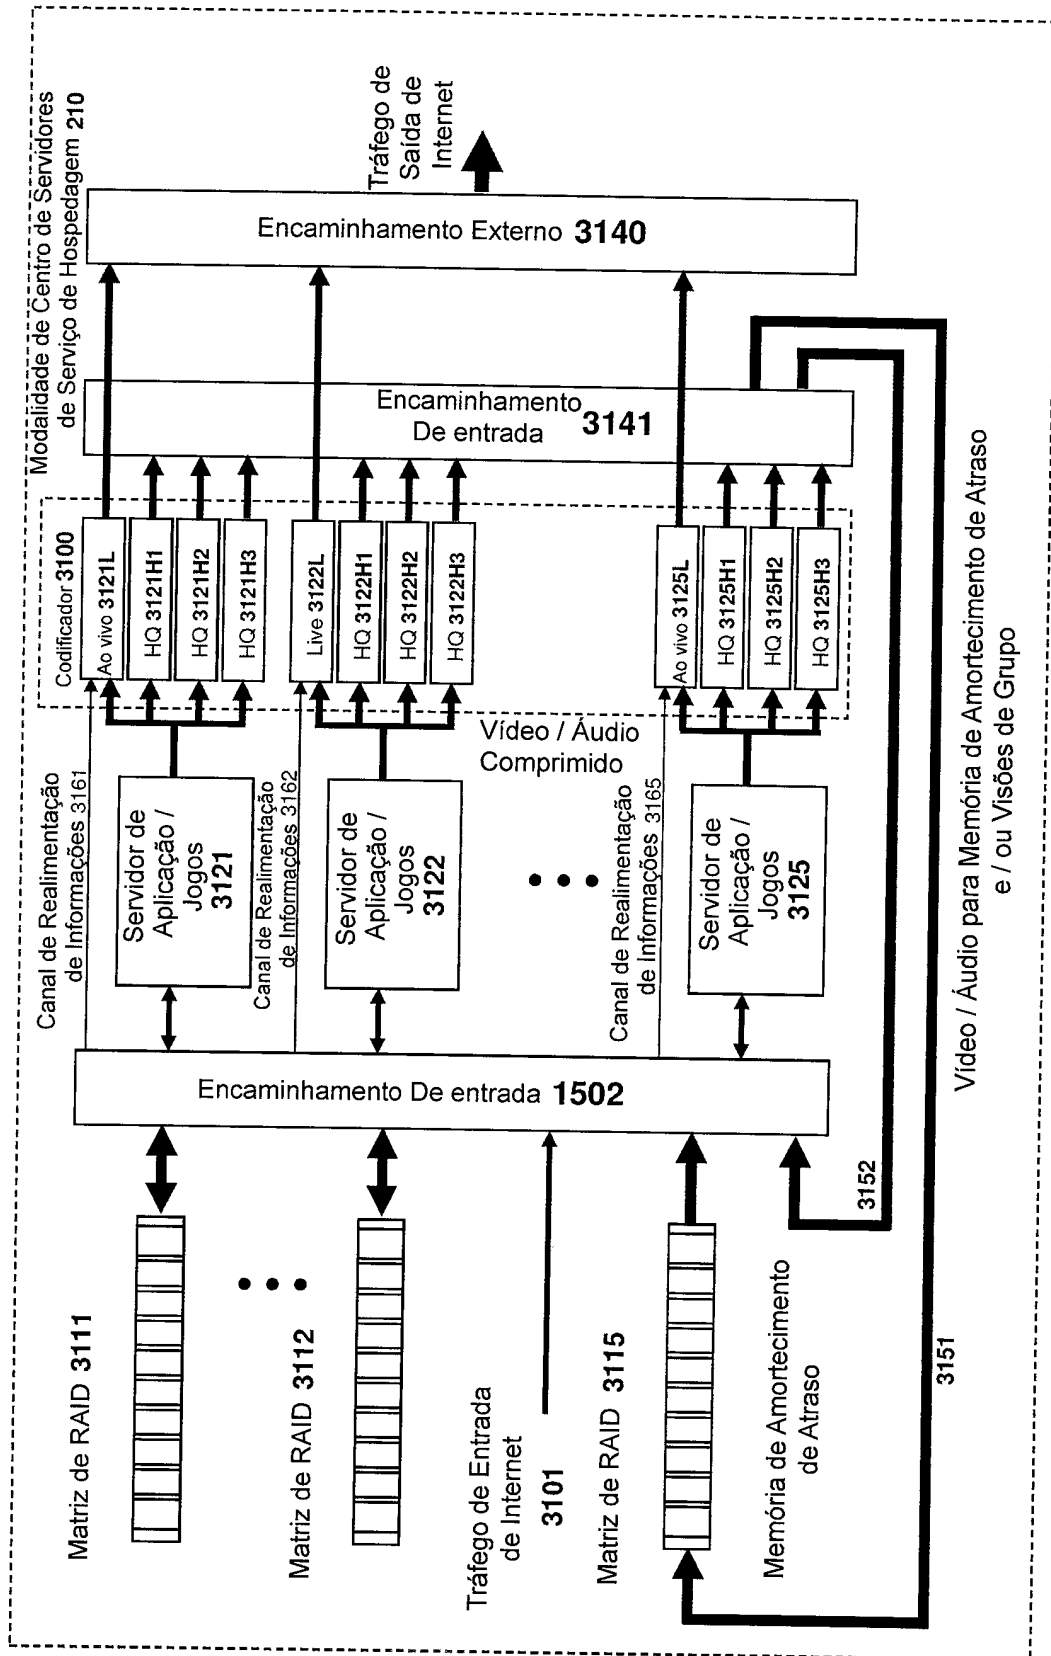 Modalidade de Centro de Servidores
de Serviço de Hospedagem 210
Tráfego de
Saída de
Internet
Encaminhamento Externo 3140
Encaminhamento
De entrada 3141
Codificador 3100
Ao vivo 3121L
HQ 3121H1
HQ 3121H2
HQ 3121H3
Live 3122L
HQ 3122H1
HQ 3122H2
HQ 3122H3
Ao vivo 3125L
HQ 3125H1
HQ 3125H2
HQ 3125H3
Vídeo / Áudio
Comprimido
Canal de Realimentação
de Informações 3161
Canal de Realimentação
de Informações 3162
Canal de Realimentação
de Informações 3165
Servidor de
Aplicação /
Jogos
3121
Servidor de
Aplicação /
Jogos
3122
Servidor de
Aplicação /
Jogos
3125
Encaminhamento De entrada 1502
Matriz de RAID 3111
Matriz de RAID 3112
Tráfego de Entrada
de Internet
3101
Matriz de RAID 3115
Memória de Amortecimento
de Atraso
3152
3151
Vídeo / Áudio para Memória de Amortecimento de Atraso
e / ou Visões de Grupo